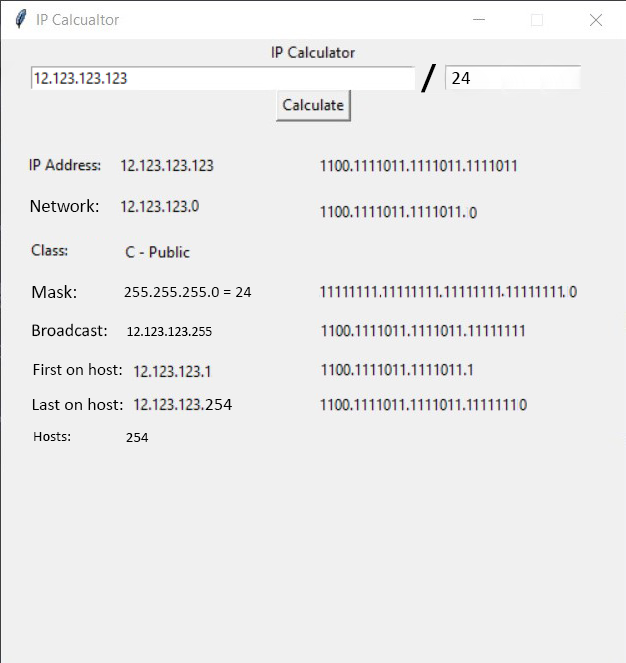 IP Calcualtor
IP Calculator
12.123.123.123 / 24
Calculate
IP Address: 12.123.123.123 1100.1111011.1111011.1111011
Network: 12.123.123.0 1100.1111011.1111011. 0
Class: C - Public
Mask: 255.255.255.0 = 24 11111111.11111111.11111111.11111111. 0
Broadcast: 12.123.123.255 1100.1111011.1111011.11111111
First on host: 12.123.123.1 1100.1111011.1111011.1
Last on host: 12.123.123.254 1100.1111011.1111011.11111110
Hosts: 254